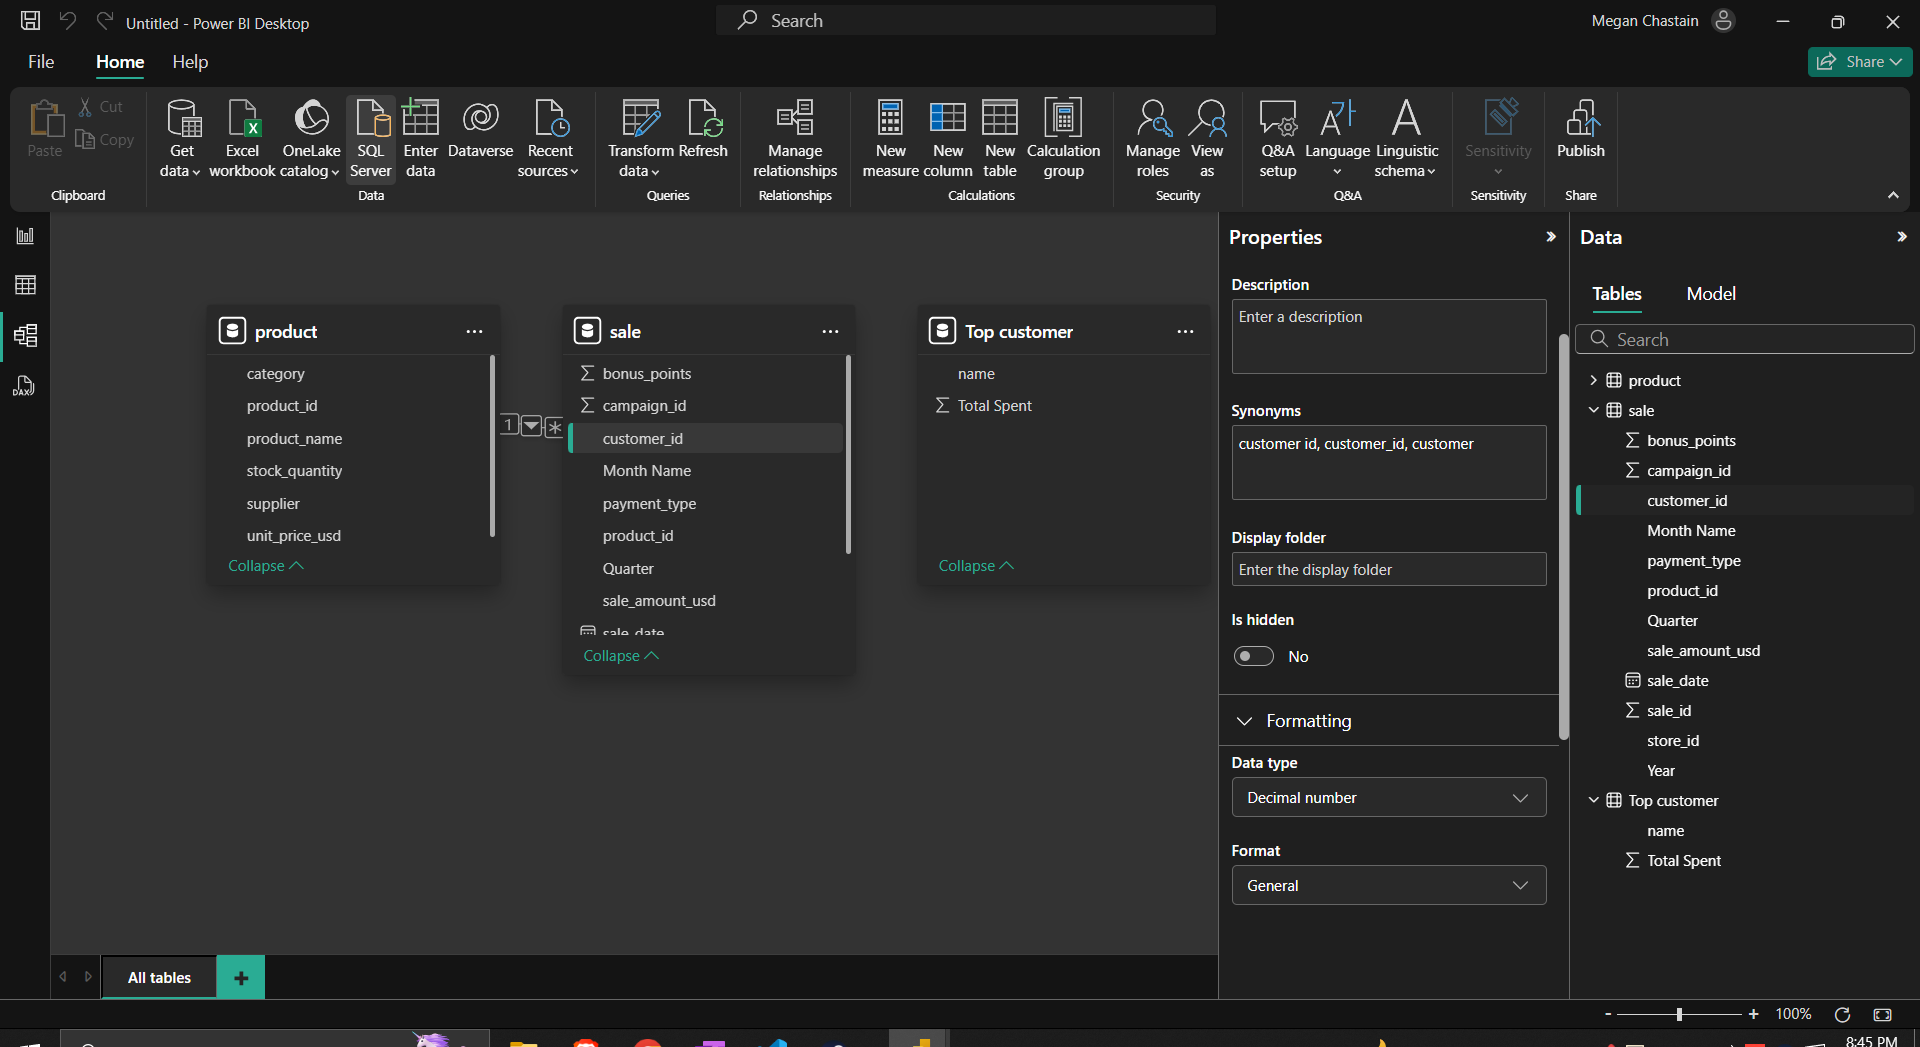 Untitled - Power BI Desktop
Search
Megan Chastain
File
Home
Help
Share
Paste
Cut
Copy
Clipboard
Get data
Excel workbook
OneLake catalog
SQL Server
Enter data
Dataverse
Recent sources
Data
Transform data
Refresh
Queries
Manage relationships
Relationships
New measure
New column
New table
Calculation group
Calculations
Manage roles
View as
Security
Q&A setup
Language
Linguistic schema
Q&A
Sensitivity
Sensitivity
Publish
Share
DAX
product
category
product_id
product_name
stock_quantity
supplier
unit_price_usd
Collapse
1
*
sale
bonus_points
campaign_id
customer_id
Month Name
payment_type
product_id
Quarter
sale_amount_usd
sale_date
Collapse
Top customer
name
Total Spent
Collapse
Properties
Description
Enter a description
Synonyms
customer id, customer_id, customer
Display folder
Enter the display folder
Is hidden
No
Formatting
Data type
Decimal number
Format
General
Data
Tables
Model
Search
product
sale
bonus_points
campaign_id
customer_id
Month Name
payment_type
product_id
Quarter
sale_amount_usd
sale_date
sale_id
store_id
Year
Top customer
name
Total Spent
All tables
+
- + 100%
8:45 PM